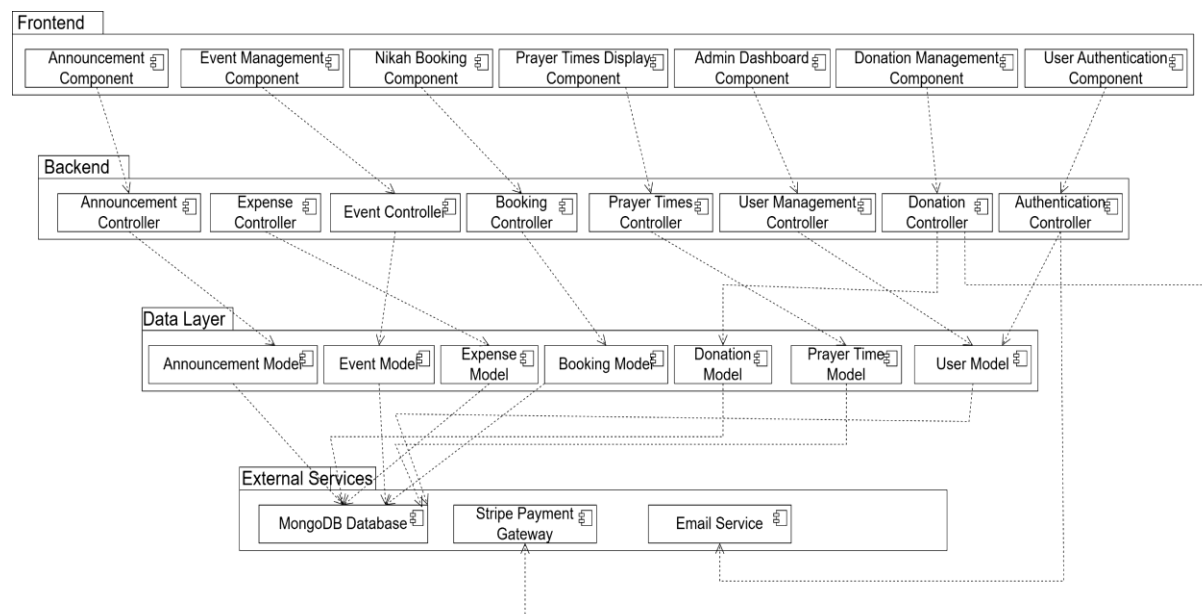 Frontend
Announcement
Component
Event Management
Component
Nikah Booking
Component
Prayer Times Display
Component
Admin Dashboard
Component
Donation Management
Component
User Authentication
Component
Backend
Announcement
Controller
Expense
Controller
Event Controller
Booking
Controller
Prayer Times
Controller
User Management
Controller
Donation
Controller
Authentication
Controller
Data Layer
Announcement Model
Event Model
Expense
Model
Booking Model
Donation
Model
Prayer Time
Model
User Model
External Services
MongoDB Database
Stripe Payment
Gateway
Email Service